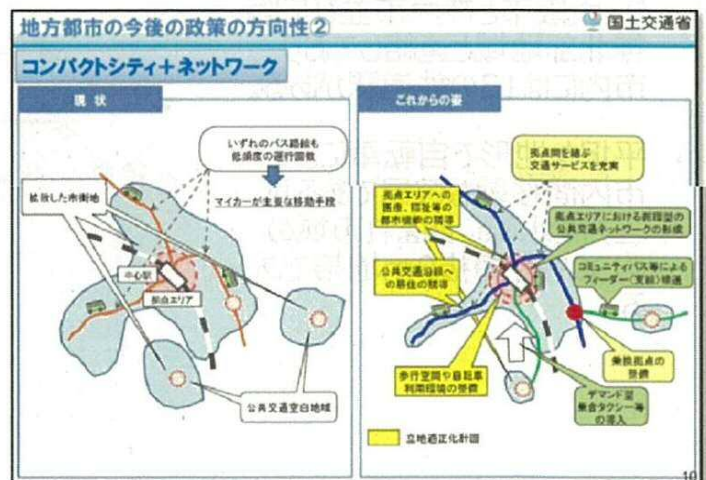 地方都市の今後の政策の方向性②
国土交通省
コンパクトシティ+ネットワーク
現 状
いずれのバス路線も
低頻度の運行回数
マイカーが主要な移動手段
拡散した市街地
中心駅
拠点エリア
公共交通空白地域
これからの姿
拠点間を結ぶ
交通サービスを充実
拠点エリアへの
医療、福祉等の
都市機能の誘導
拠点エリアにおける循環型の
公共交通ネットワークの形成
公共交通沿線へ
の居住の誘導
コミュニティバス等による
フィーダー(支線)輸送
歩行空間や自転車
利用環境の整備
乗換拠点の
整備
デマンド型
乗合タクシー等
の導入
立地適正化計画
10